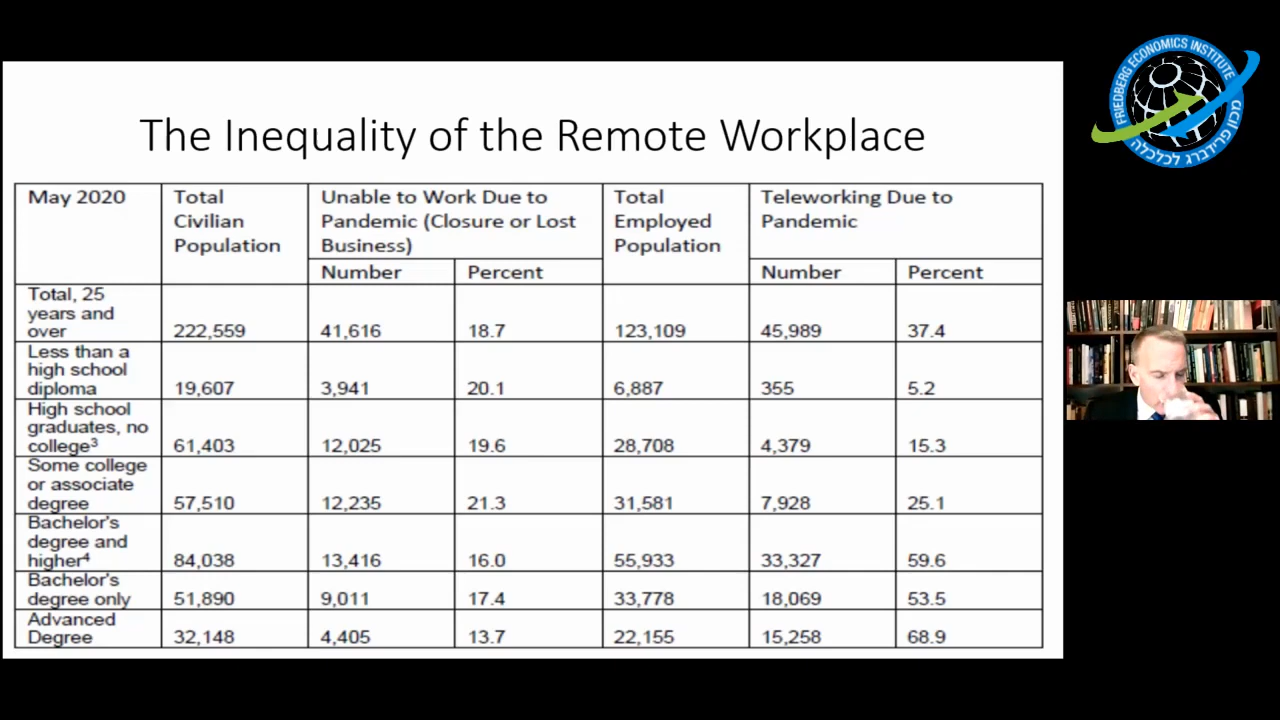 The Inequality of the Remote Workplace
May 2020
Total
Civilian
Population
Unable to Work Due to
Pandemic (Closure or Lost
Business)
Total
Employed
Population
Teleworking Due to
Pandemic
Number Percent Number Percent
Total, 25
years and
over
222,559 41,616 18.7 123,109 45,989 37.4
Less than a
high school
diploma
19,607 3,941 20.1 6,887 355 5.2
High school
graduates, no
college³
61,403 12,025 19.6 28,708 4,379 15.3
Some college
or associate
degree
57,510 12,235 21.3 31,581 7,928 25.1
Bachelor's
degree and
higher⁴
84,038 13,416 16.0 55,933 33,327 59.6
Bachelor's
degree only
51,890 9,011 17.4 33,778 18,069 53.5
Advanced
Degree
32,148 4,405 13.7 22,155 15,258 68.9
FRIEDBERG ECONOMICS INSTITUTE
מכון פרידברג לכלכלה